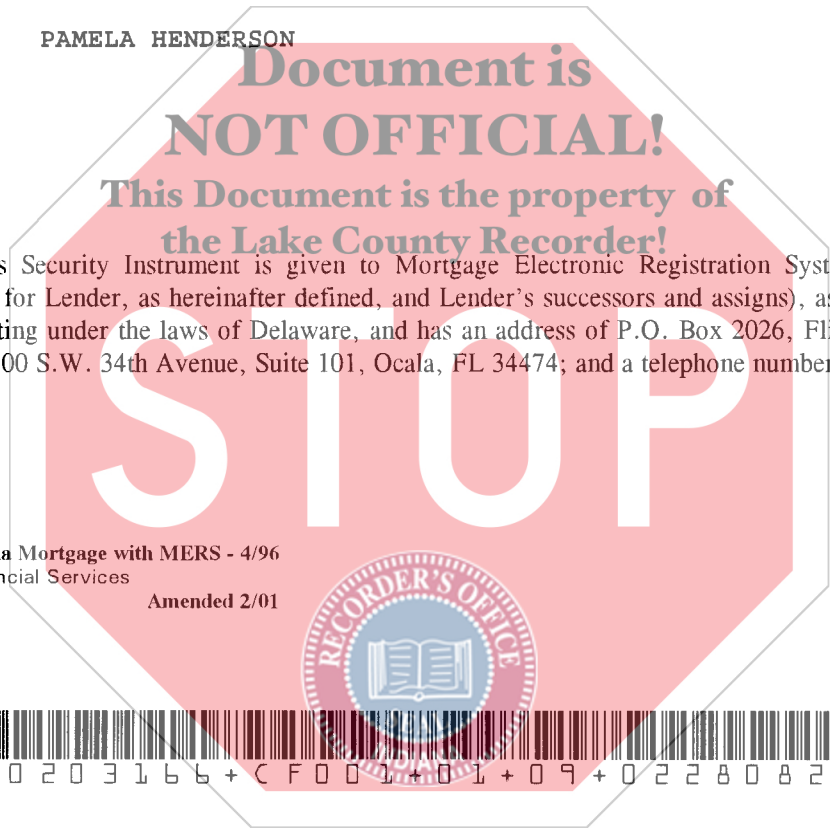 PAMELA HENDERSON
Document is
NOT OFFICIAL!
This Document is the property of
the Lake County Recorder!
s Security Instrument is given to Mortgage Electronic Registration Syst
for Lender, as hereinafter defined, and Lender's successors and assigns), as
ting under the laws of Delaware, and has an address of P.O. Box 2026, Fli
00 S.W. 34th Avenue, Suite 101, Ocala, FL 34474; and a telephone number
STOP
a Mortgage with MERS - 4/96
ncial Services
Amended 2/01
RECORDER'S OFFICE
SEAL
INDIANA
0203166+CF001+01+09+0228082